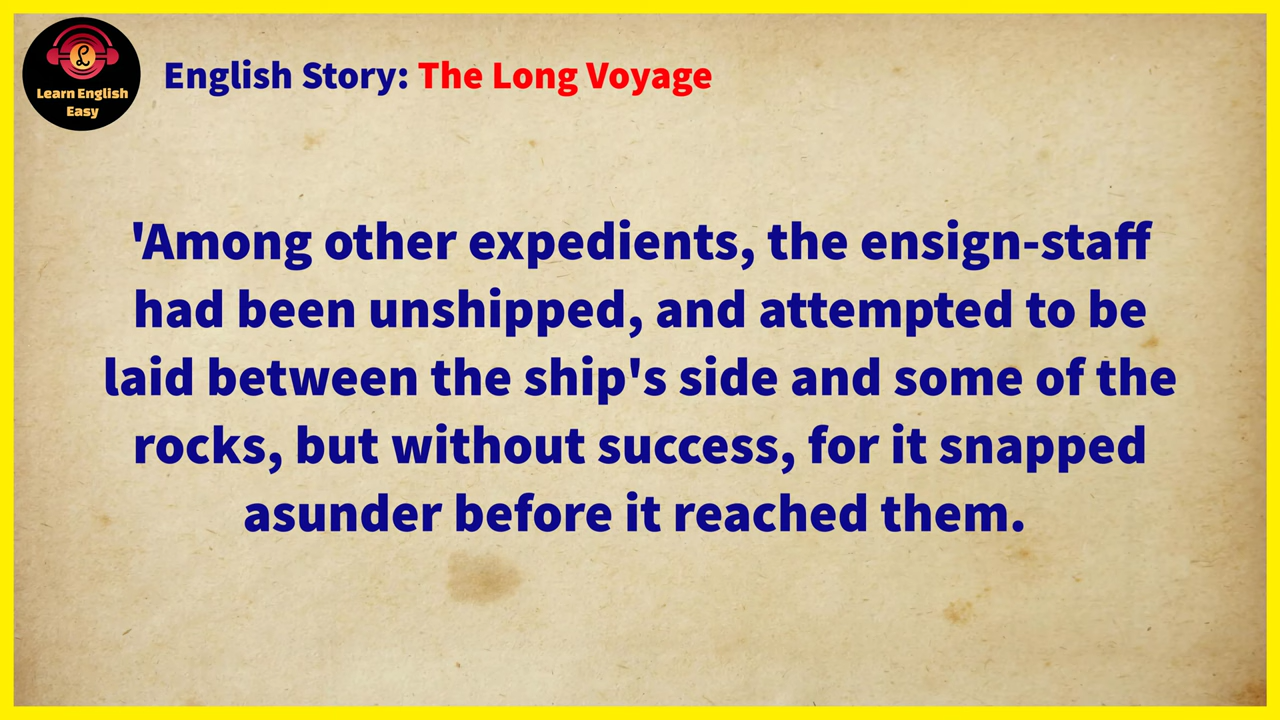 Learn English
Easy
English Story: The Long Voyage
'Among other expedients, the ensign-staff
had been unshipped, and attempted to be
laid between the ship's side and some of the
rocks, but without success, for it snapped
asunder before it reached them.